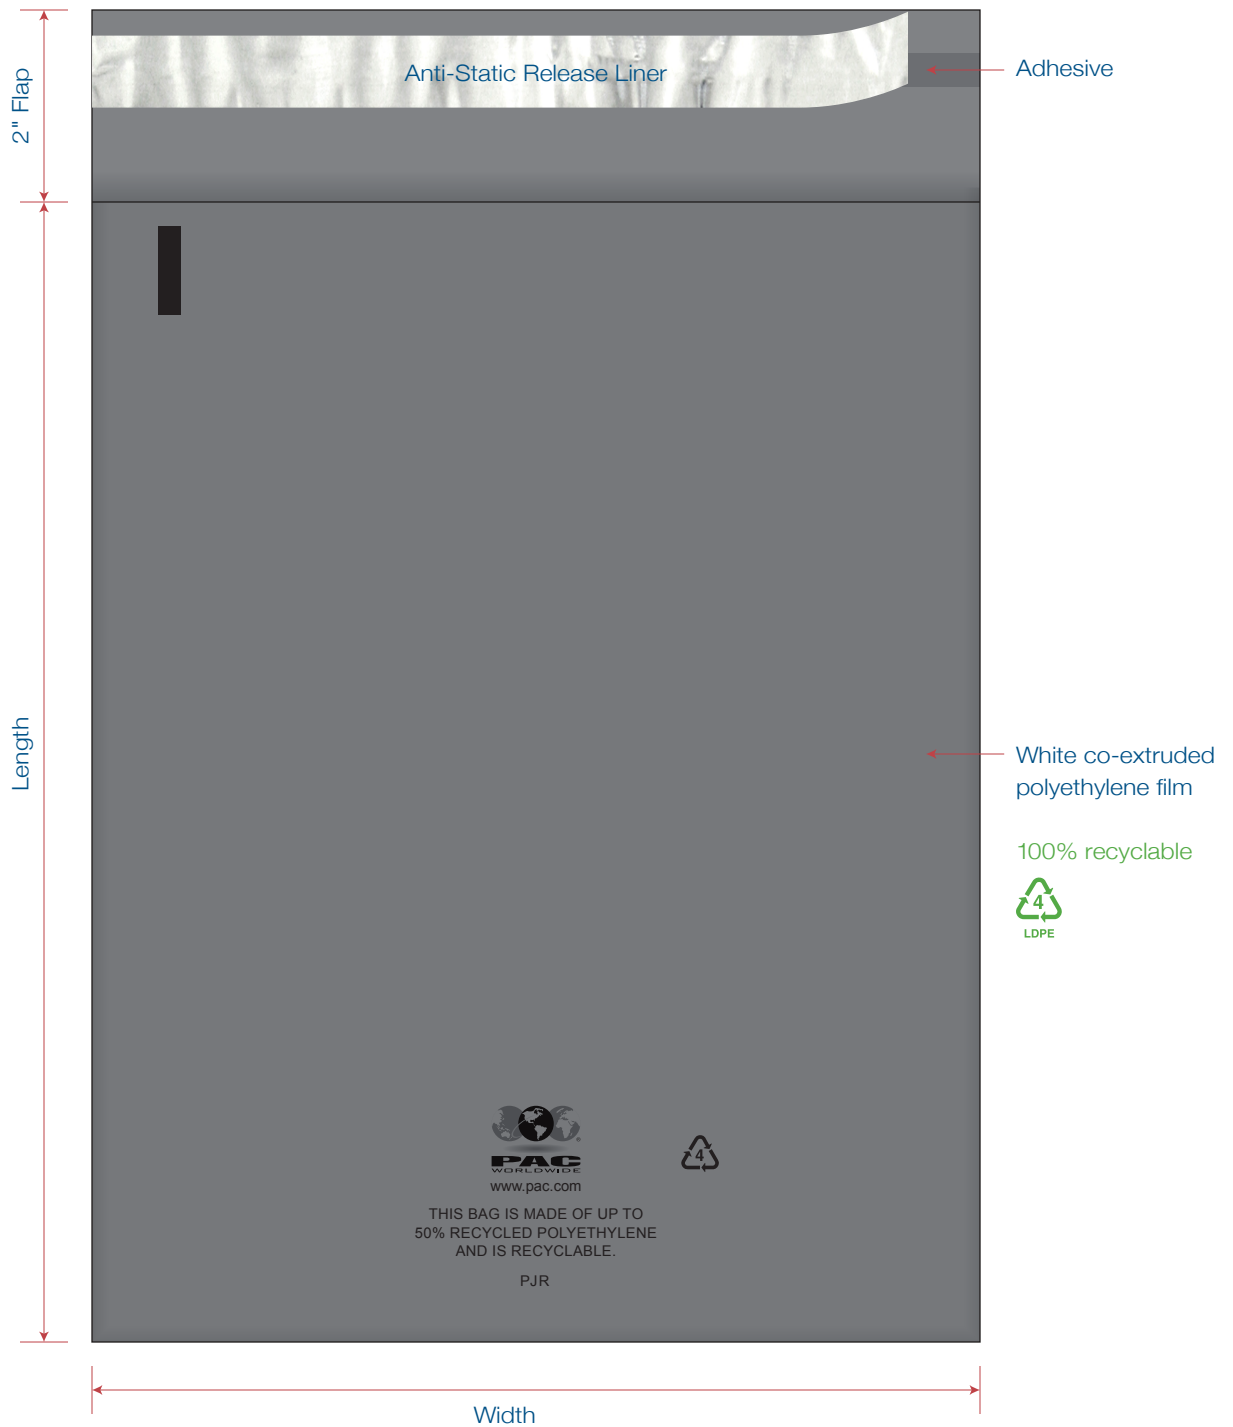 Anti-Static Release Liner
Adhesive
2" Flap
Length
White co-extruded
polyethylene film
100% recyclable
4
LDPE
PAC
WORLDWIDE
®
www.pac.com
4
THIS BAG IS MADE OF UP TO
50% RECYCLED POLYETHYLENE
AND IS RECYCLABLE.
PJR
Width